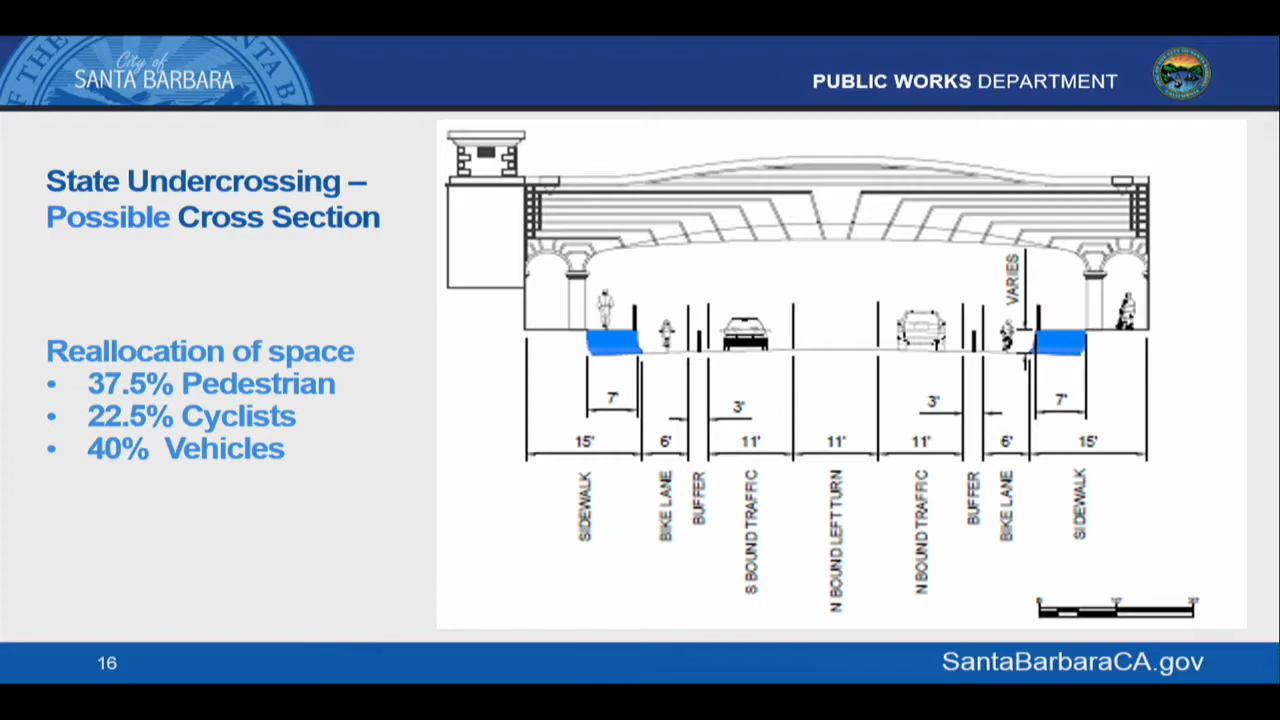 City of
SANTA BARBARA
PUBLIC WORKS DEPARTMENT
State Undercrossing –
Possible Cross Section
Reallocation of space
• 37.5% Pedestrian
• 22.5% Cyclists
• 40% Vehicles
VARIES
7'
3'
3'
7'
15'
6'
11'
11'
11'
6'
15'
SIDEWALK
BIKE LANE
BUFFER
S BOUND TRAFFIC
N BOUND LEFT TURN
N BOUND TRAFFIC
BUFFER
BIKE LANE
SIDEWALK
16
SantaBarbaraCA.gov